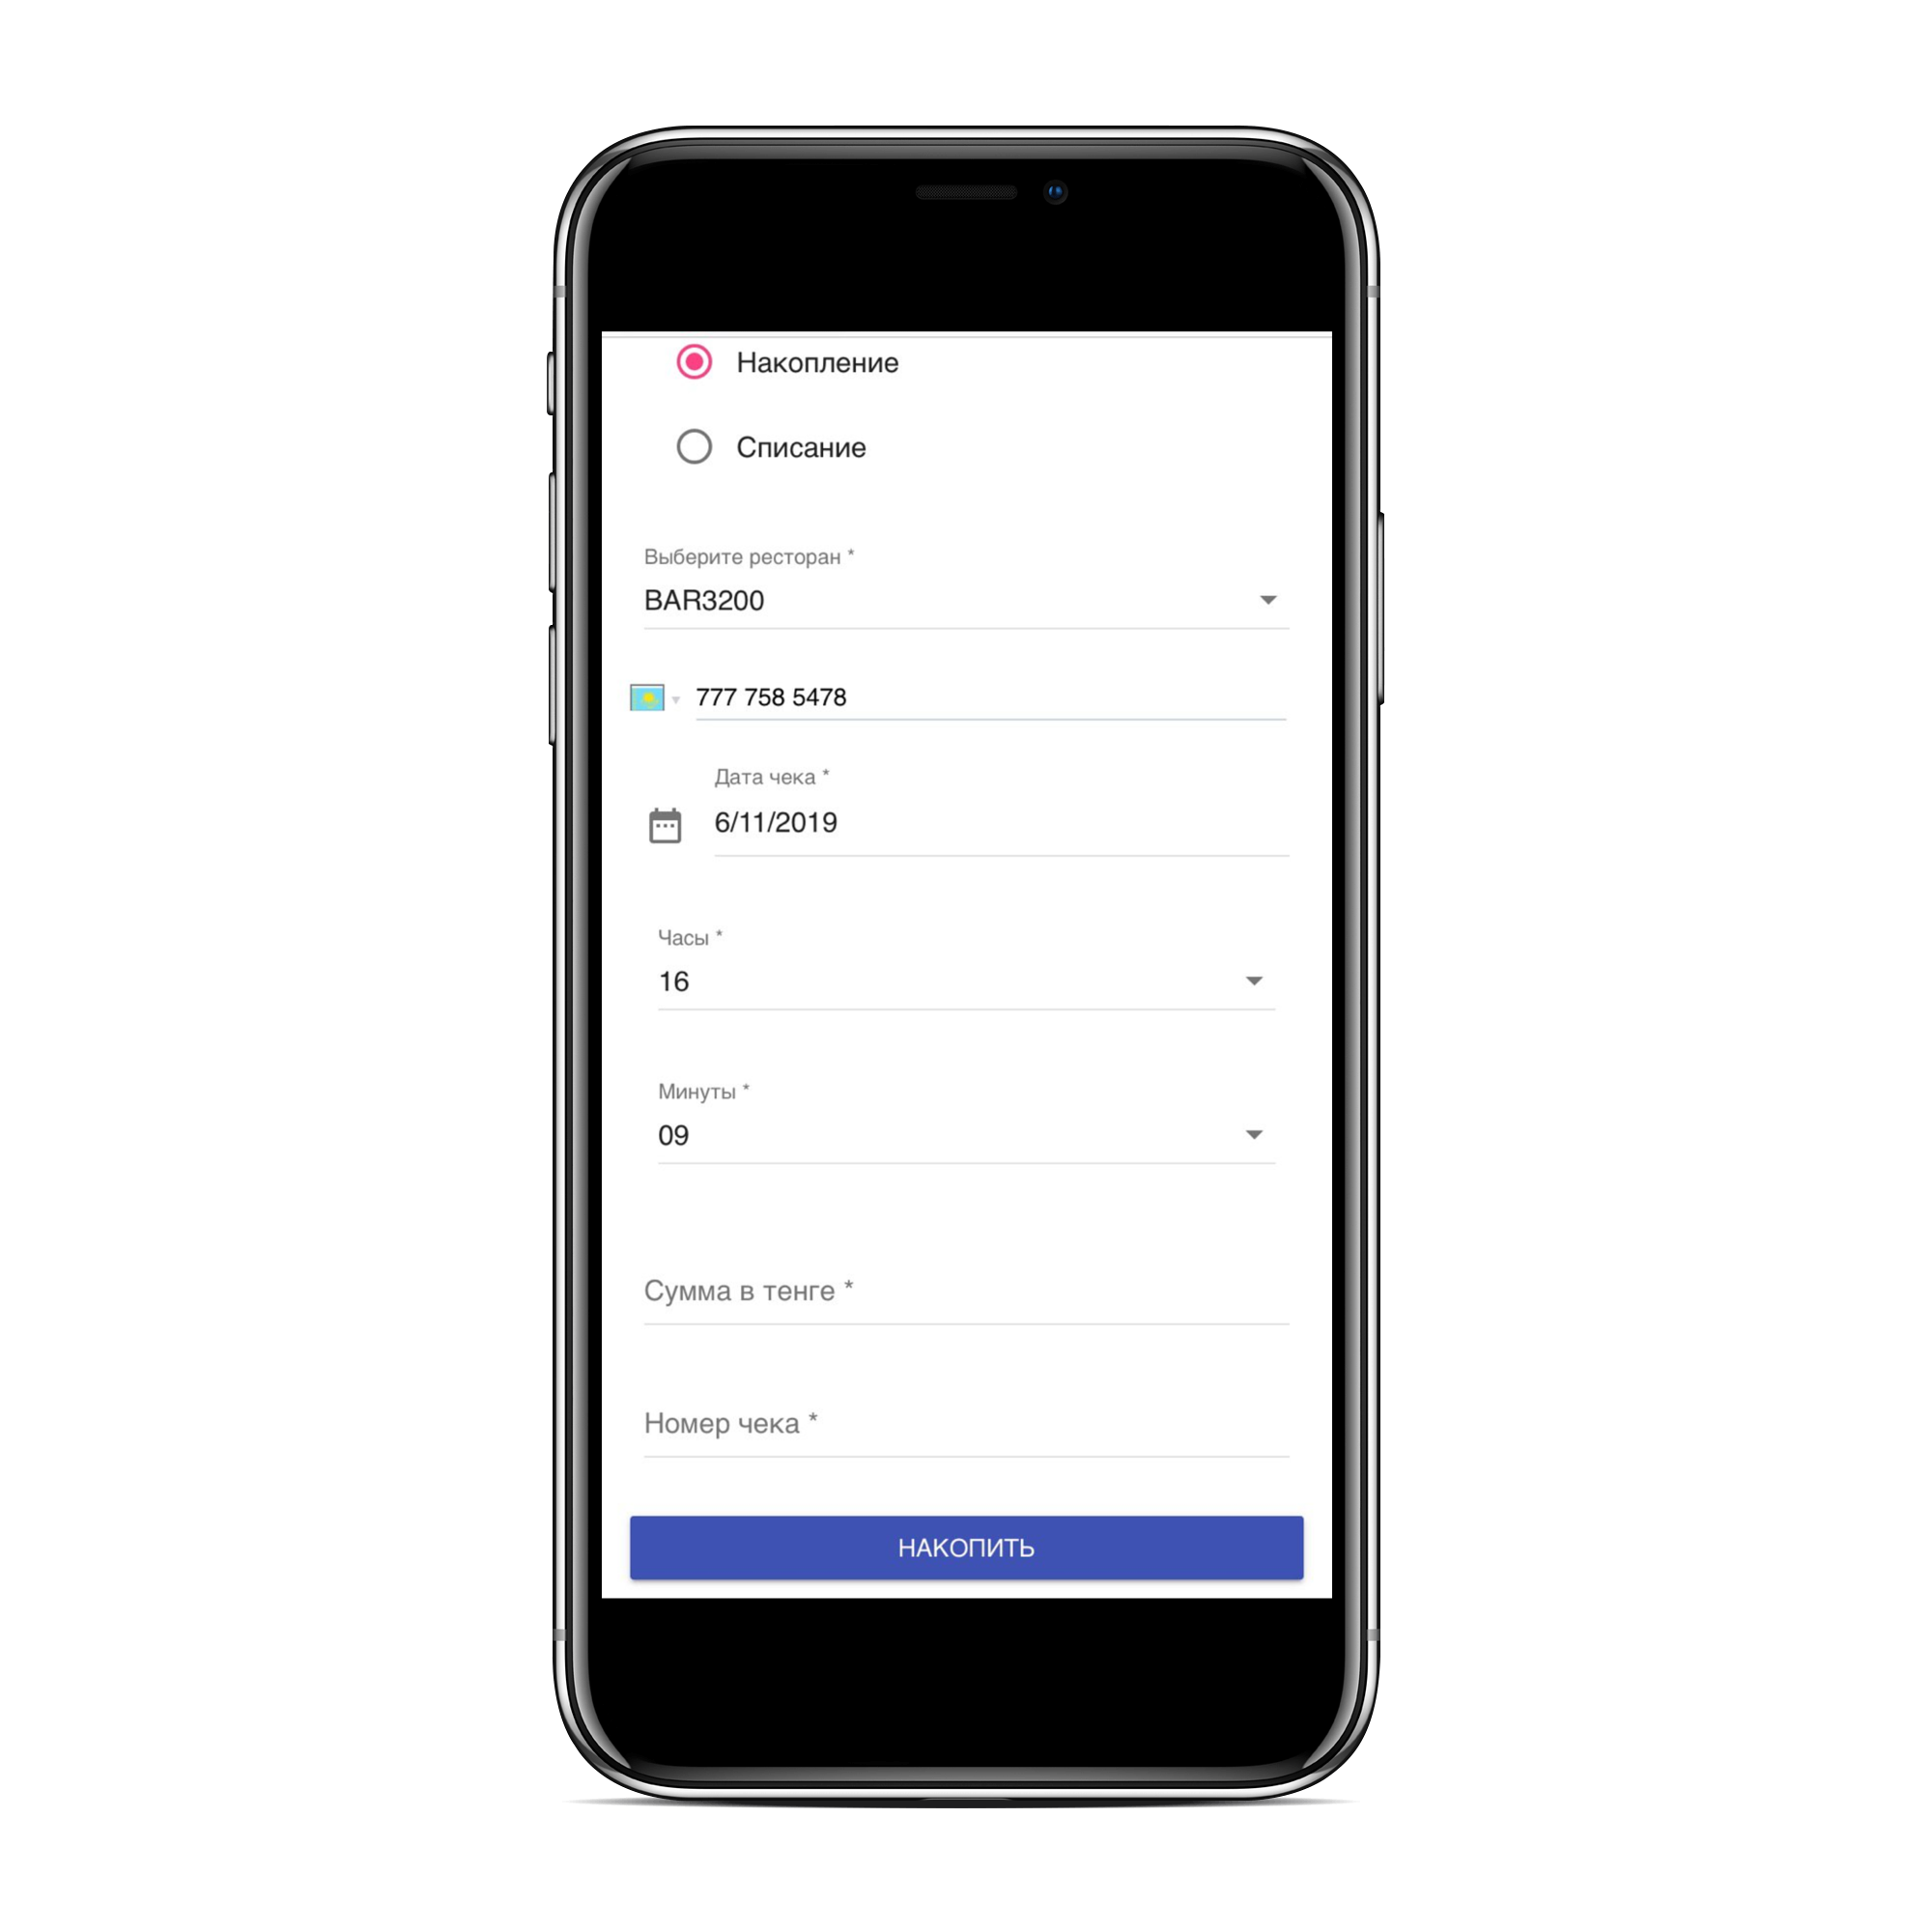 Накопление
Списание
Выберите ресторан *
BAR3200
777 758 5478
Дата чека *
6/11/2019
Часы *
16
Минуты *
09
Сумма в тенге *
Номер чека *
НАКОПИТЬ